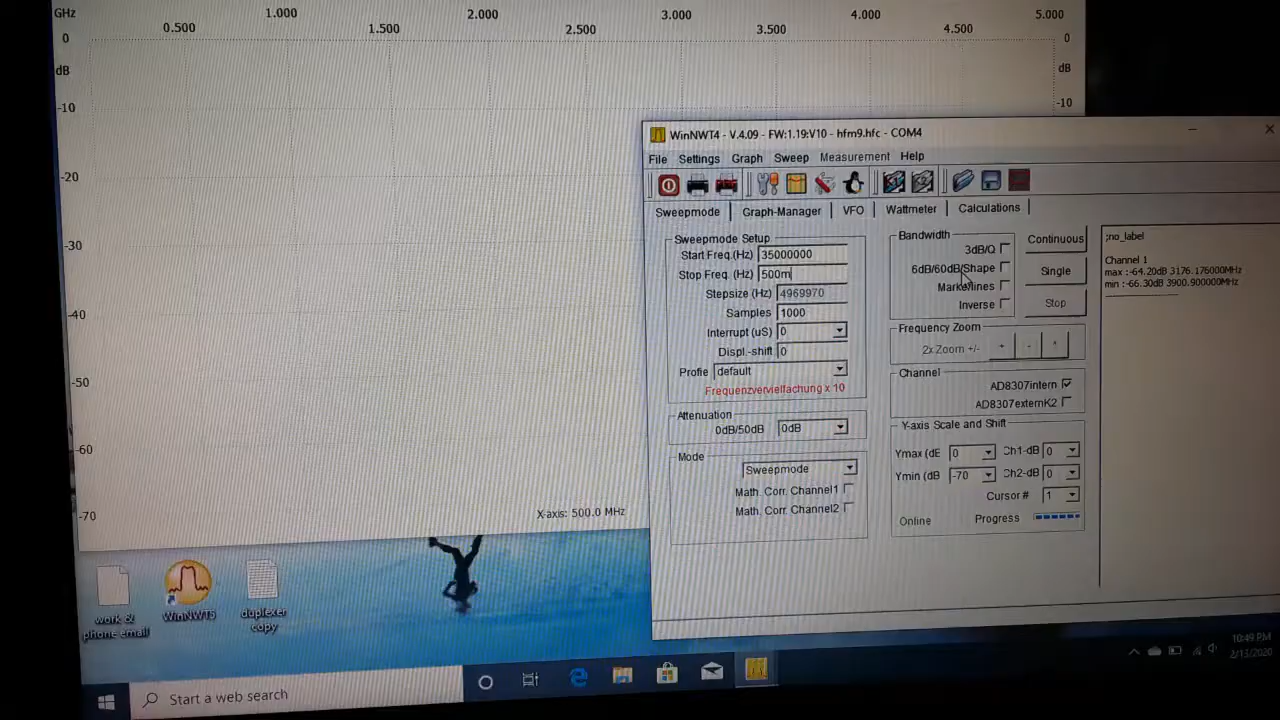 GHz
1.000
2.000
3.000
4.000
5.000
0.500
1.500
2.500
3.500
4.500
0
0
dB
dB
-10
-10
-20
-30
-40
-50
-60
-70
X-axis: 500.0 MHz
WinNWT4 - V.4.09 - FW:1.19:V10 - hfm9.hfc - COM4
File Settings Graph Sweep Measurement Help
Sweepmode Graph-Manager VFO Wattmeter Calculations
Sweepmode Setup
Start Freq.(Hz) 35000000
Stop Freq. (Hz) 500m
Stepsize (Hz) 4969970
Samples 1000
Interrupt (uS) 0
Displ.-shift 0
Profie default
Frequenzvervielfachung x 10
Attenuation
0dB/50dB 0dB
Mode
Sweepmode
Math. Corr. Channel1
Math. Corr. Channel2
Bandwidth
3dB/Q
6dB/60dB/Shape
Markerlines
Inverse
Continuous
Single
Stop
Frequency Zoom
2x Zoom +/-
+
-
*
Channel
AD8307intern
AD8307externK2
Y-axis Scale and Shift
Ymax (dE 0 Ch1-dB 0
Ymin (dB -70 Ch2-dB 0
Cursor # 1
Online Progress
;no_label
Channel 1
max :-64.20dB 3176.176000MHz
min :-66.30dB 3900.900000MHz
work &
phone email
WinNWT5
duplexer
copy
Start a web search
10:49 PM
2/13/2020